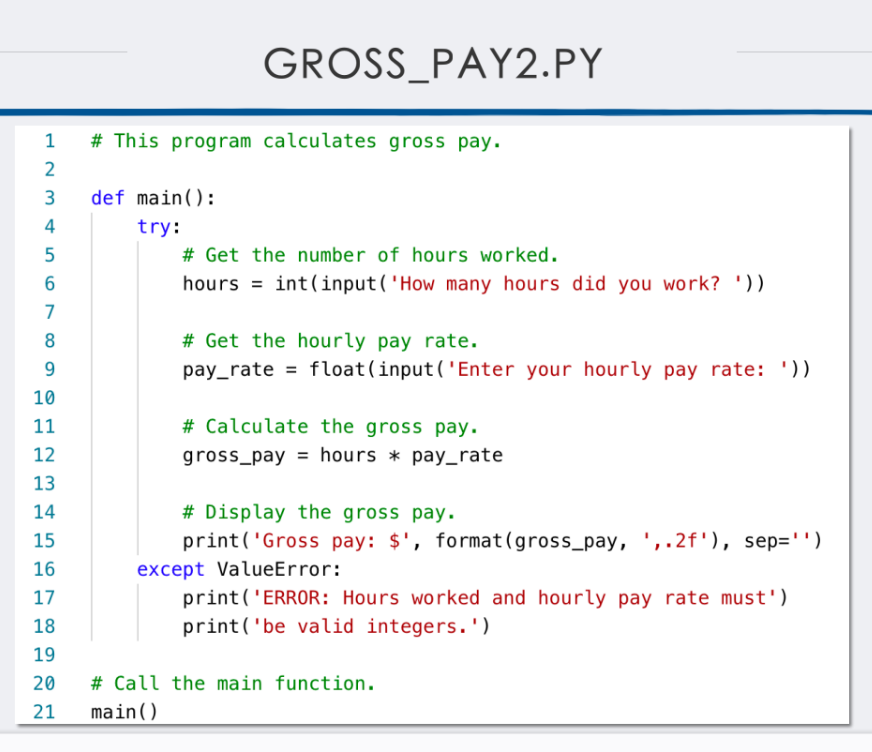 GROSS_PAY2.PY
1 # This program calculates gross pay.
2
3 def main():
4     try:
5         # Get the number of hours worked.
6         hours = int(input('How many hours did you work? '))
7
8         # Get the hourly pay rate.
9         pay_rate = float(input('Enter your hourly pay rate: '))
10
11         # Calculate the gross pay.
12         gross_pay = hours * pay_rate
13
14         # Display the gross pay.
15         print('Gross pay: $', format(gross_pay, ',.2f'), sep='')
16     except ValueError:
17         print('ERROR: Hours worked and hourly pay rate must')
18         print('be valid integers.')
19
20 # Call the main function.
21 main()